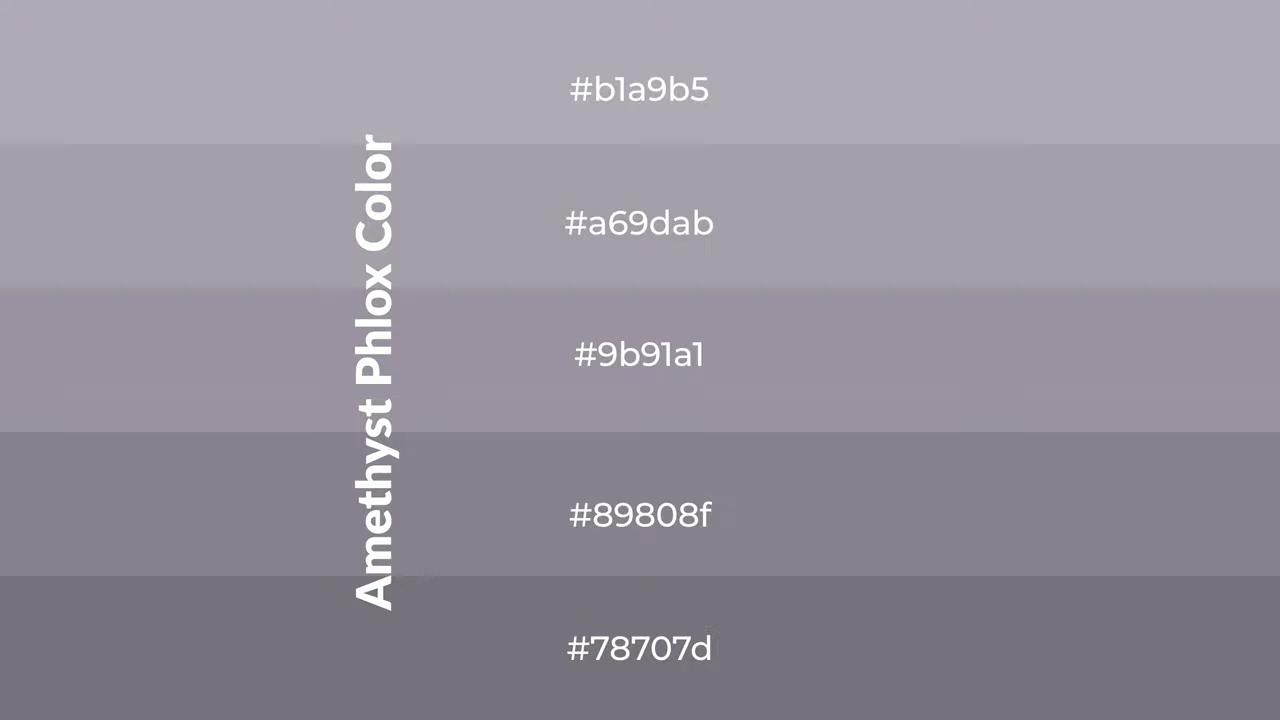 Amethyst Phlox Color
#b1a9b5
#a69dab
#9b91a1
#89808f
#78707d